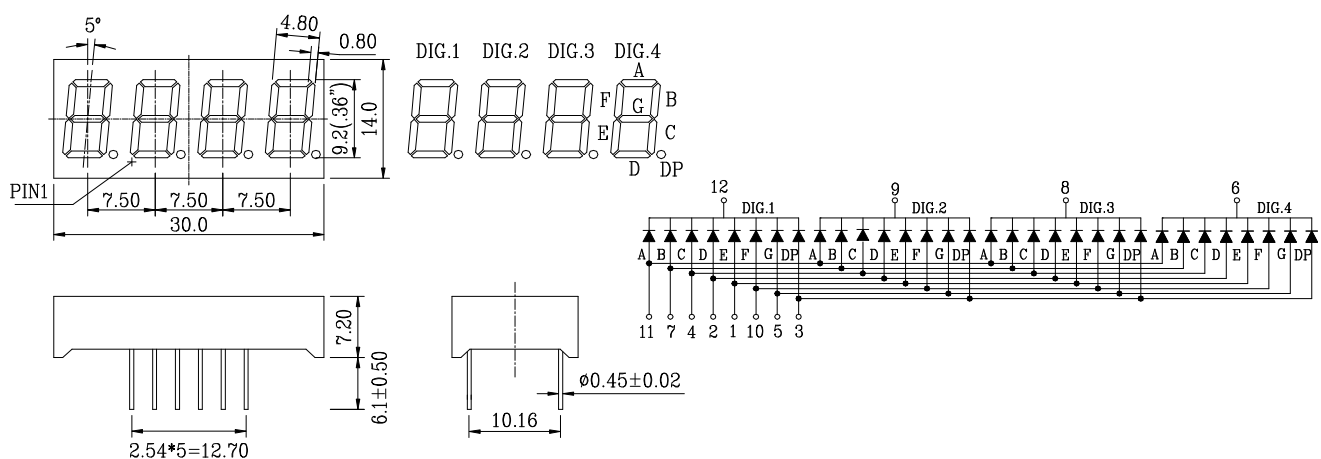 5°
4.80
0.80
9.2(.36")
14.0
PIN1
7.50 7.50 7.50
30.0
DIG.1 DIG.2 DIG.3 DIG.4
A
F G B
E C
D DP
12 9 8 6
DIG.1 DIG.2 DIG.3 DIG.4
A B C D E F G DP A B C D E F G DP A B C D E F G DP A B C D E F G DP
11 7 4 2 1 10 5 3
7.20
6.1±0.50
2.54*5=12.70
ø0.45±0.02
10.16